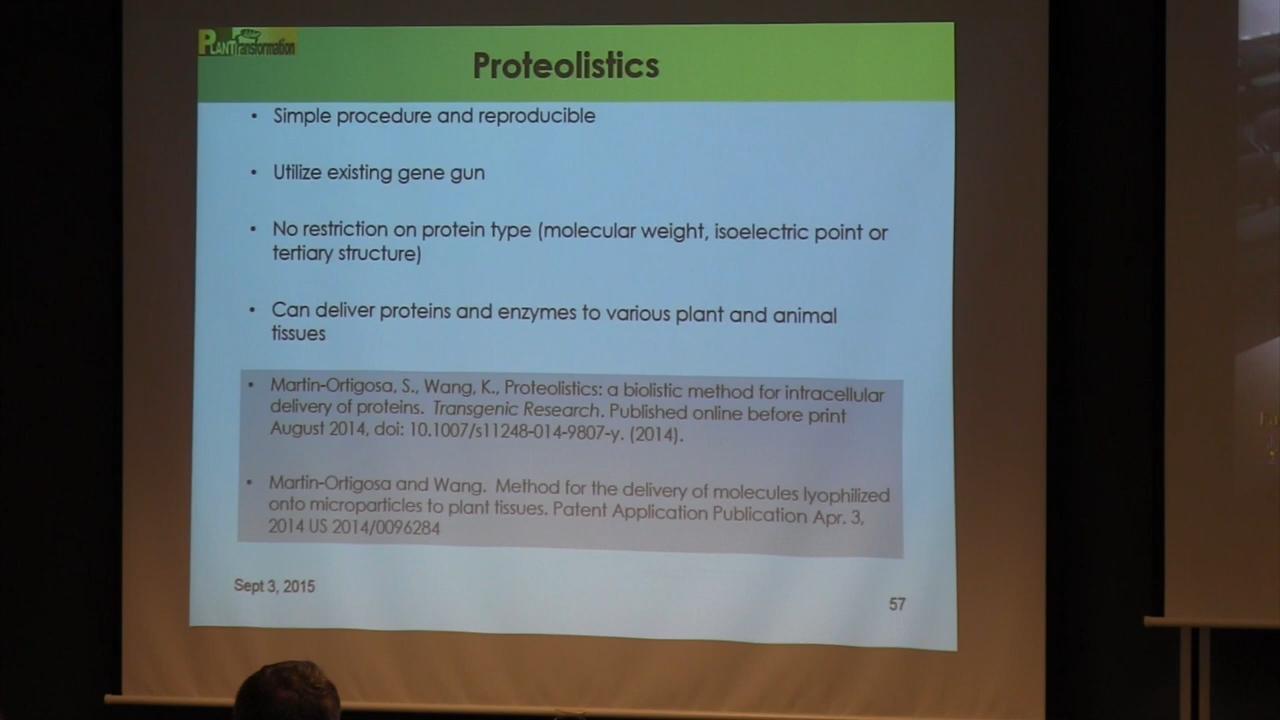 PLANTTransformation
Proteolistics
• Simple procedure and reproducible
• Utilize existing gene gun
• No restriction on protein type (molecular weight, isoelectric point or
tertiary structure)
• Can deliver proteins and enzymes to various plant and animal
tissues
• Martin-Ortigosa, S., Wang, K., Proteolistics: a biolistic method for intracellular
delivery of proteins. Transgenic Research. Published online before print
August 2014, doi: 10.1007/s11248-014-9807-y. (2014).
• Martin-Ortigosa and Wang. Method for the delivery of molecules lyophilized
onto microparticles to plant tissues. Patent Application Publication Apr. 3,
2014 US 2014/0096284
Sept 3, 2015
57